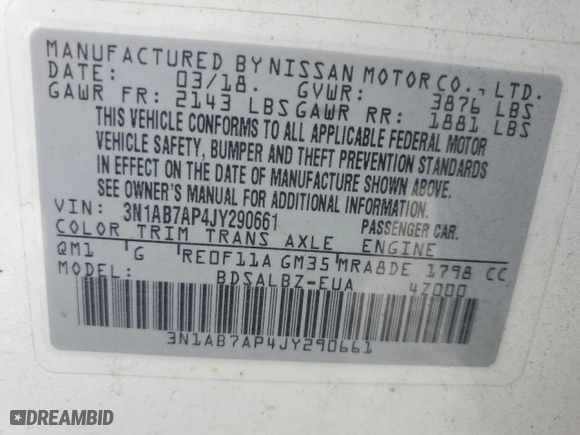 MANUFACTURED BY NISSAN MOTOR CO., LTD.
DATE: 03/18. GVWR: 3876 LBS
GAWR FR: 2143 LBS GAWR RR: 1881 LBS
THIS VEHICLE CONFORMS TO ALL APPLICABLE FEDERAL MOTOR
VEHICLE SAFETY, BUMPER AND THEFT PREVENTION STANDARDS
IN EFFECT ON THE DATE OF MANUFACTURE SHOWN ABOVE.
SEE OWNER'S MANUAL FOR ADDITIONAL INFORMATION.
VIN: 3N1AB7AP4JY290661 PASSENGER CAR.
COLOR TRIM TRANS AXLE ENGINE
QM1 G RE0F11A GM35 MRA8DE 1798 CC
MODEL: BDSALBZ-EUA 4Z000
3N1AB7AP4JY290661
DREAMBID